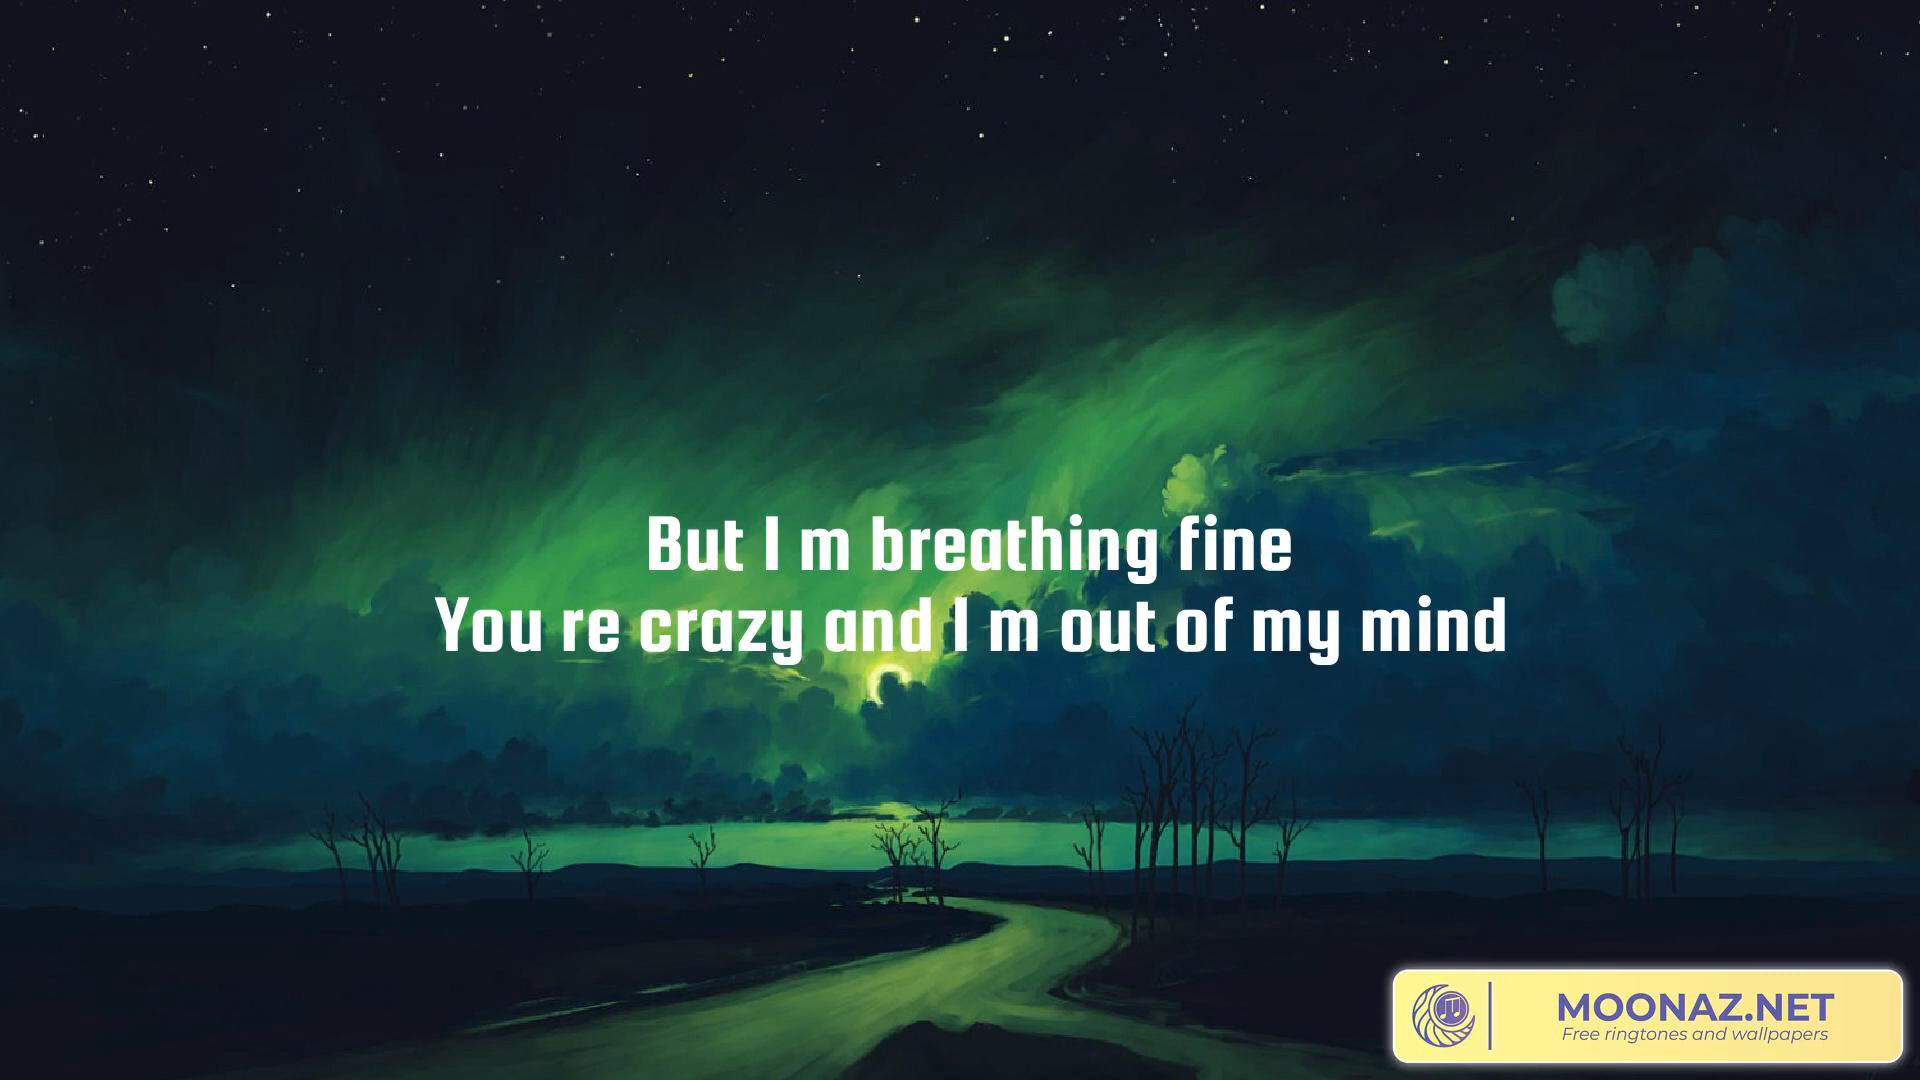 But I m breathing fine
You re crazy and I m out of my mind
MOONAZ.NET
Free ringtones and wallpapers